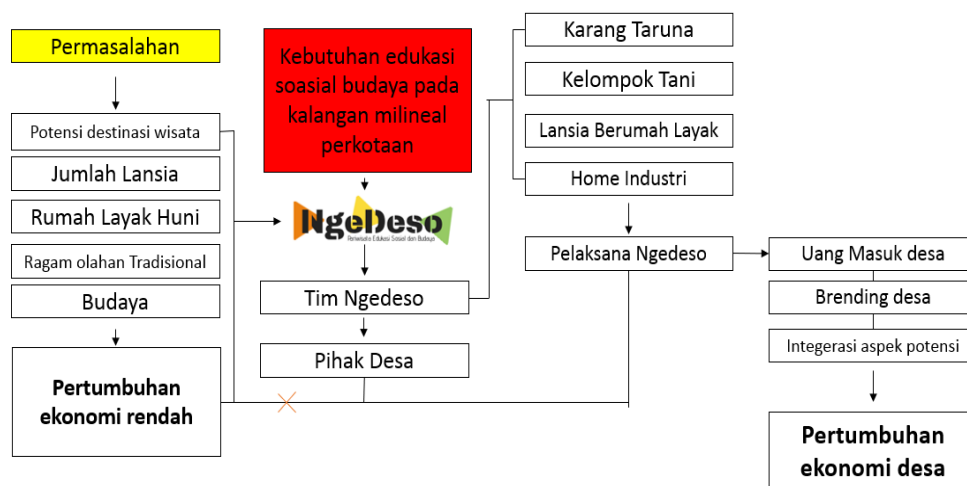 Permasalahan
Potensi destinasi wisata
Jumlah Lansia
Rumah Layak Huni
Ragam olahan Tradisional
Budaya
Pertumbuhan
ekonomi rendah
Kebutuhan edukasi
soasial budaya pada
kalangan milineal
perkotaan
NgeDeso
Pariwisata Edukasi Sosial dan Budaya
Tim Ngedeso
Pihak Desa
Karang Taruna
Kelompok Tani
Lansia Berumah Layak
Home Industri
Pelaksana Ngedeso
Uang Masuk desa
Brending desa
Integerasi aspek potensi
Pertumbuhan
ekonomi desa